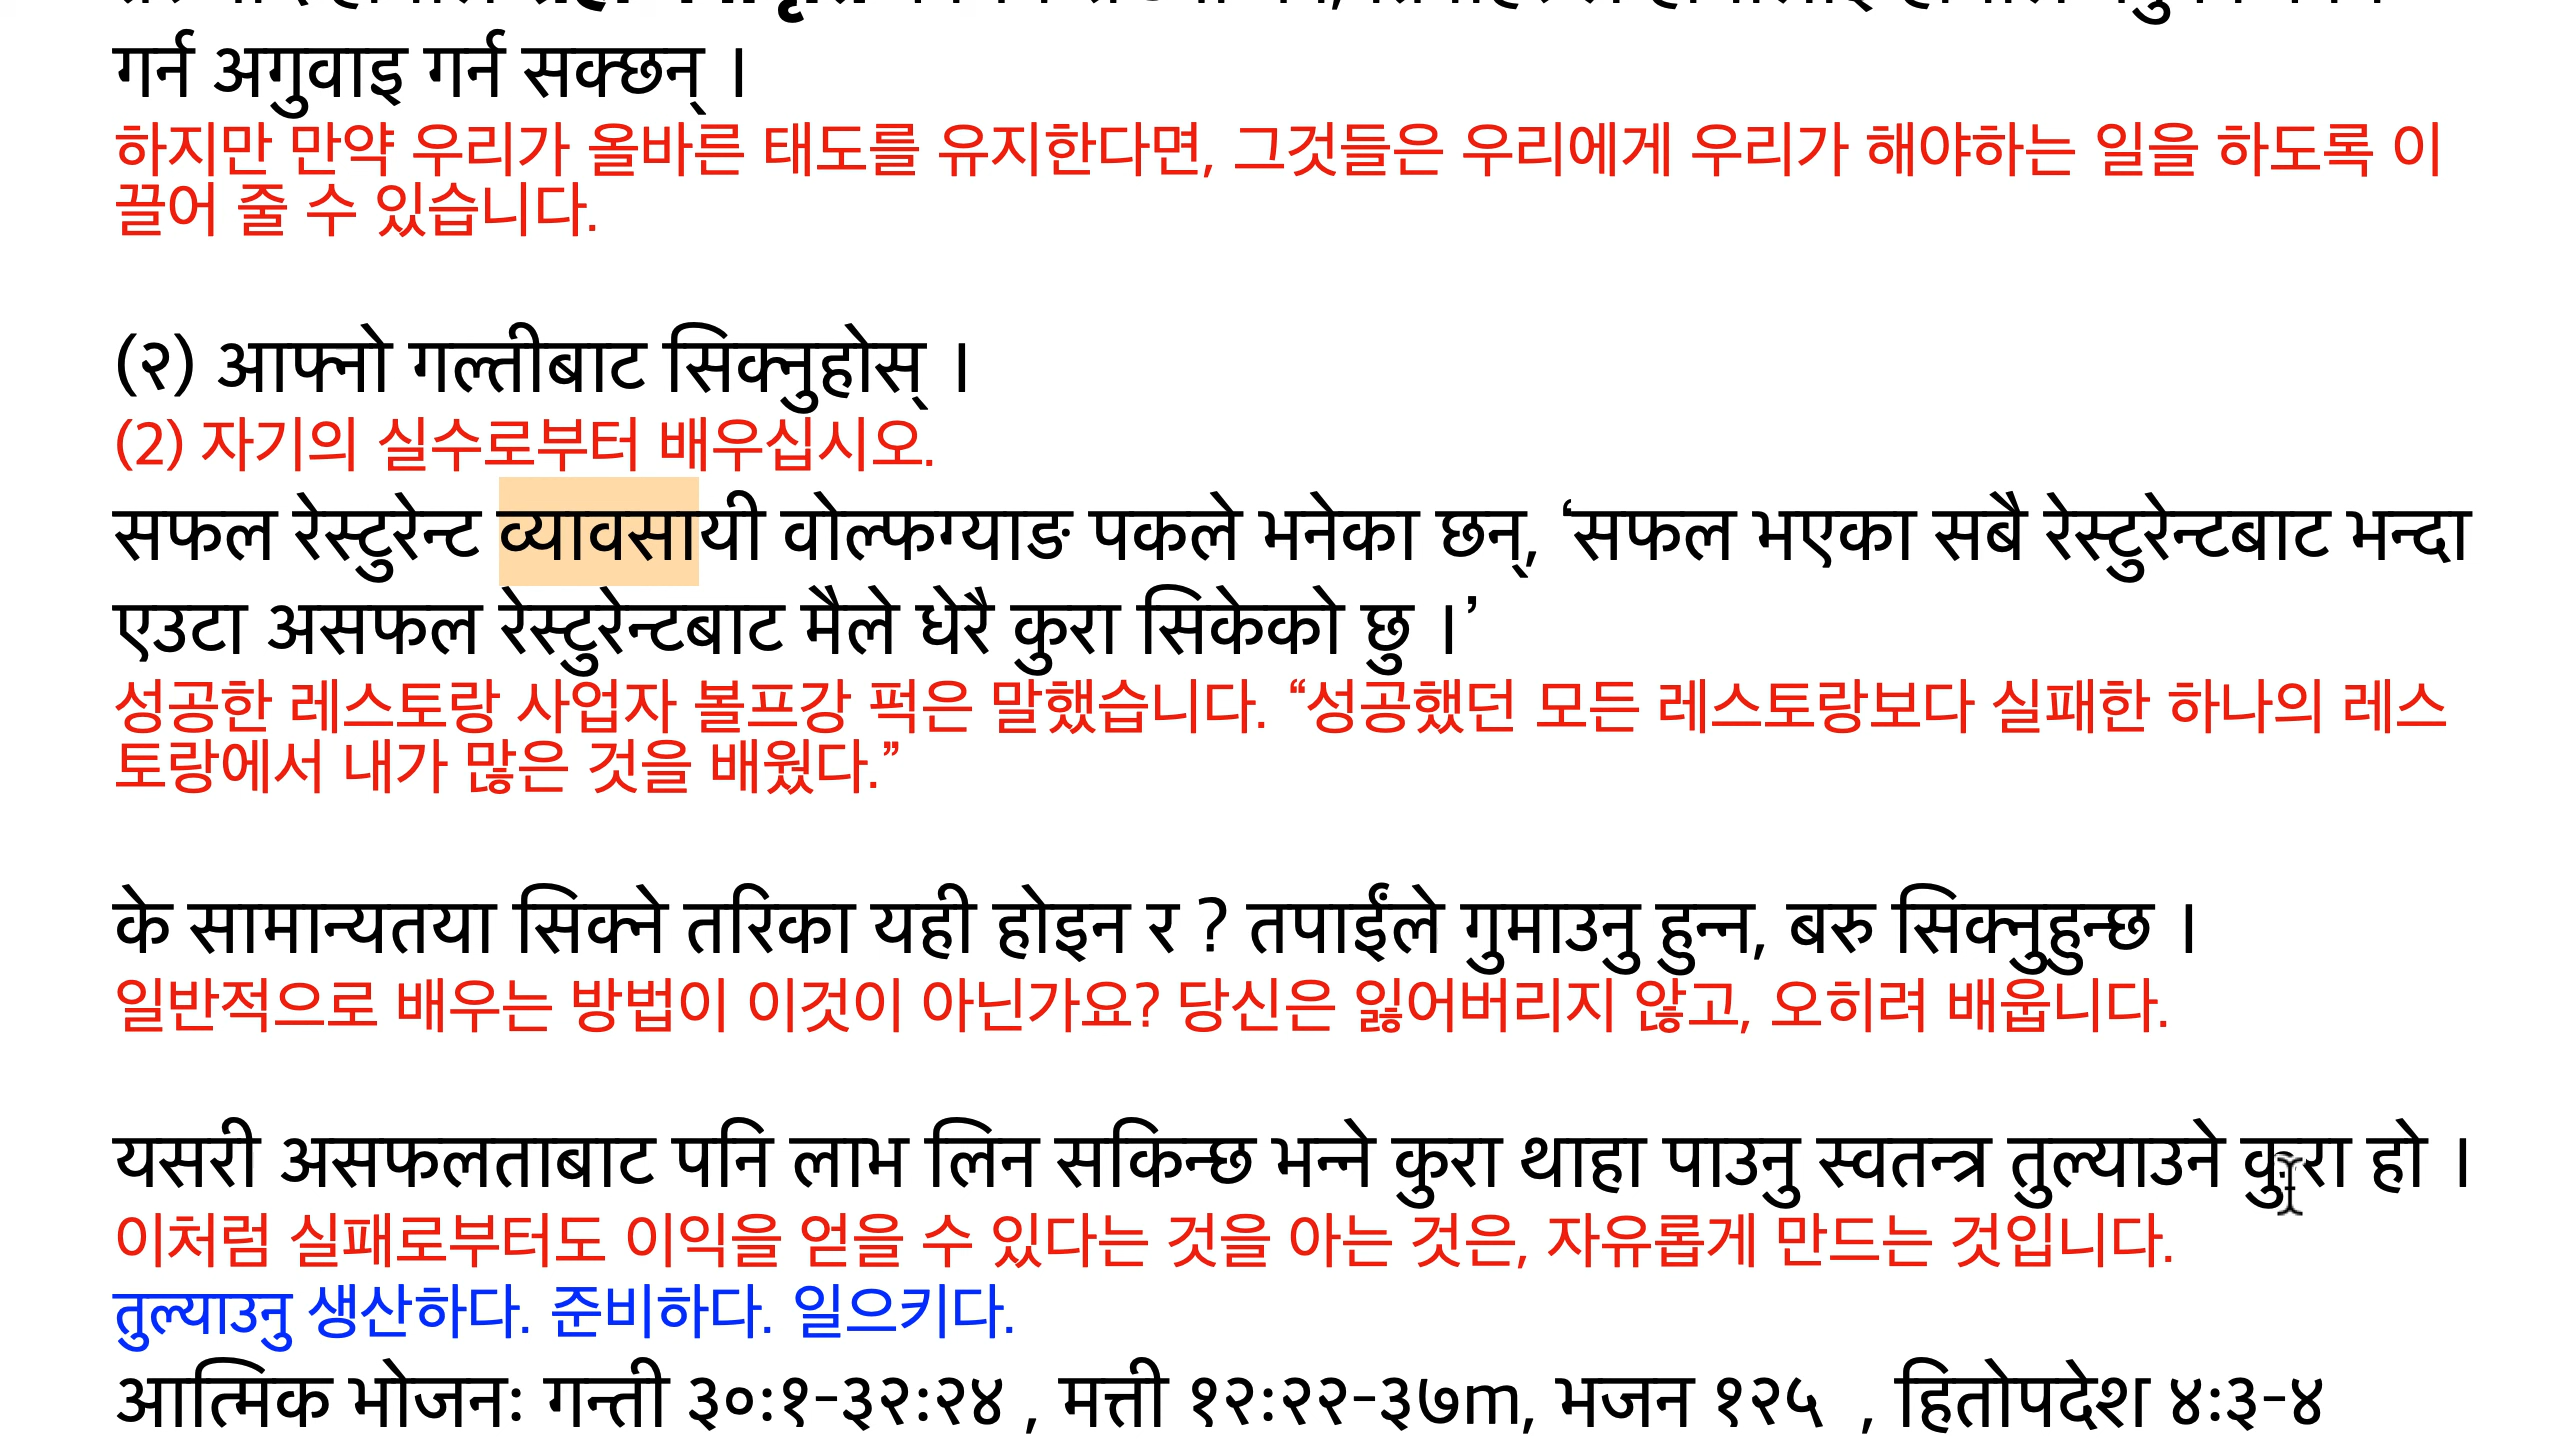 गर्न अगुवाइ गर्न सक्छन् ।
하지만 만약 우리가 올바른 태도를 유지한다면, 그것들은 우리에게 우리가 해야하는 일을 하도록 이
끌어 줄 수 있습니다.
(२) आफ्नो गल्तीबाट सिक्नुहोस् ।
(2) 자기의 실수로부터 배우십시오.
सफल रेस्टुरेन्ट व्यावसायी वोल्फग्याङ पकले भनेका छन्, ‘सफल भएका सबै रेस्टुरेन्टबाट भन्दा
एउटा असफल रेस्टुरेन्टबाट मैले धेरै कुरा सिकेको छु ।’
성공한 레스토랑 사업자 볼프강 퍽은 말했습니다. “성공했던 모든 레스토랑보다 실패한 하나의 레스
토랑에서 내가 많은 것을 배웠다.”
के सामान्यतया सिक्ने तरिका यही होइन र ? तपाईंले गुमाउनु हुन्न, बरु सिक्नुहुन्छ ।
일반적으로 배우는 방법이 이것이 아닌가요? 당신은 잃어버리지 않고, 오히려 배웁니다.
यसरी असफलताबाट पनि लाभ लिन सकिन्छ भन्ने कुरा थाहा पाउनु स्वतन्त्र तुल्याउने कुरा हो ।
이처럼 실패로부터도 이익을 얻을 수 있다는 것을 아는 것은, 자유롭게 만드는 것입니다.
तुल्याउनु 생산하다. 준비하다. 일으키다.
आत्मिक भोजनः गन्ती ३०:१-३२:२४ , मत्ती १२:२२-३७m, भजन १२५ , हितोपदेश ४:३-४